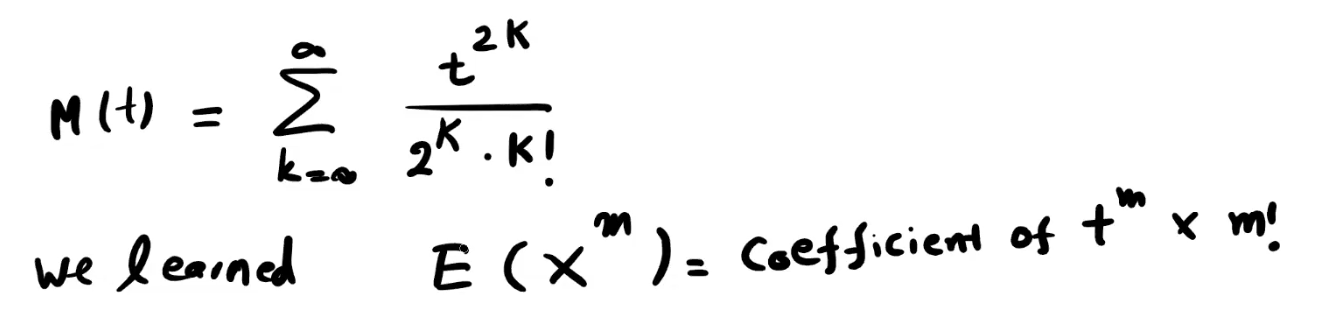 M(t) = ∑_{k=∞}^{∞} t^{2K} / (2^K · K!)
we learned E(X^m) = Coefficient of t^m × m!